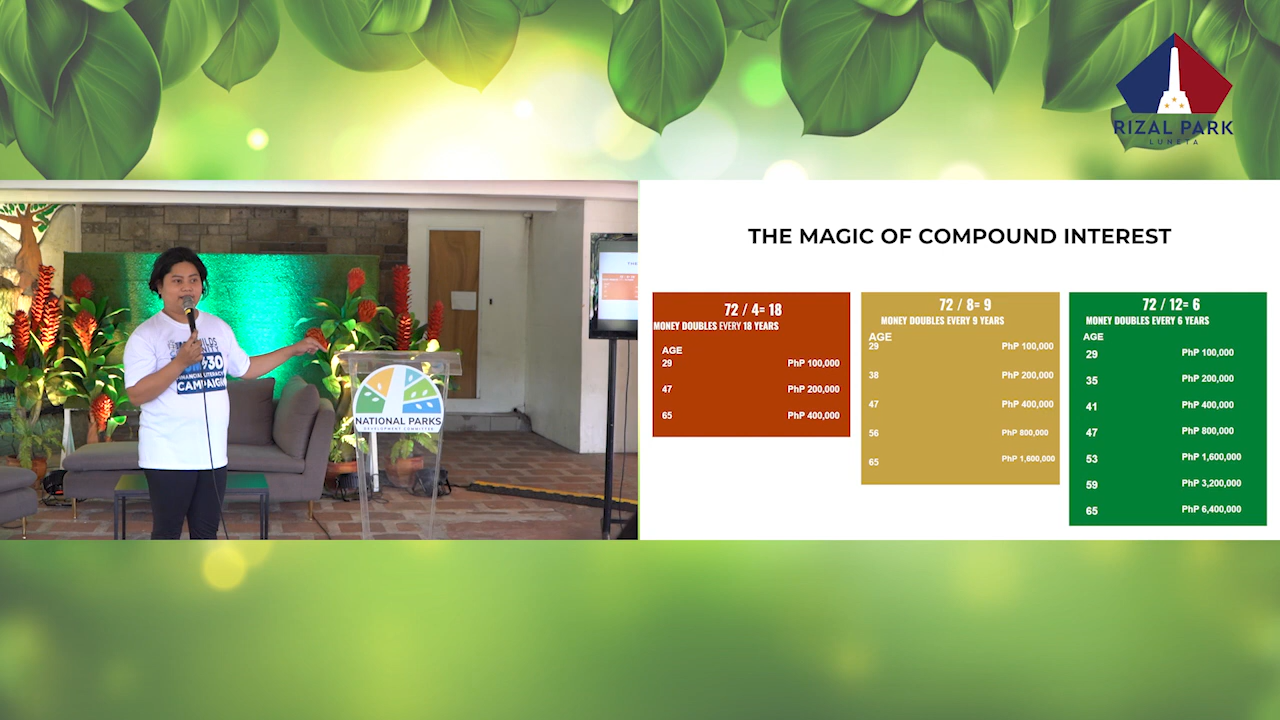 RIZAL PARK
LUNETA
THE MAGIC OF COMPOUND INTEREST
72 / 4= 18
MONEY DOUBLES EVERY 18 YEARS
AGE
29 PhP 100,000
47 PhP 200,000
65 PhP 400,000
72 / 8= 9
MONEY DOUBLES EVERY 9 YEARS
AGE
29 PhP 100,000
38 PhP 200,000
47 PhP 400,000
56 PhP 800,000
65 PhP 1,600,000
72 / 12= 6
MONEY DOUBLES EVERY 6 YEARS
AGE
29 PhP 100,000
35 PhP 200,000
41 PhP 400,000
47 PhP 800,000
53 PhP 1,600,000
59 PhP 3,200,000
65 PhP 6,400,000
CAMPAIGN
NATIONAL PARKS
DEVELOPMENT COMMITTEE